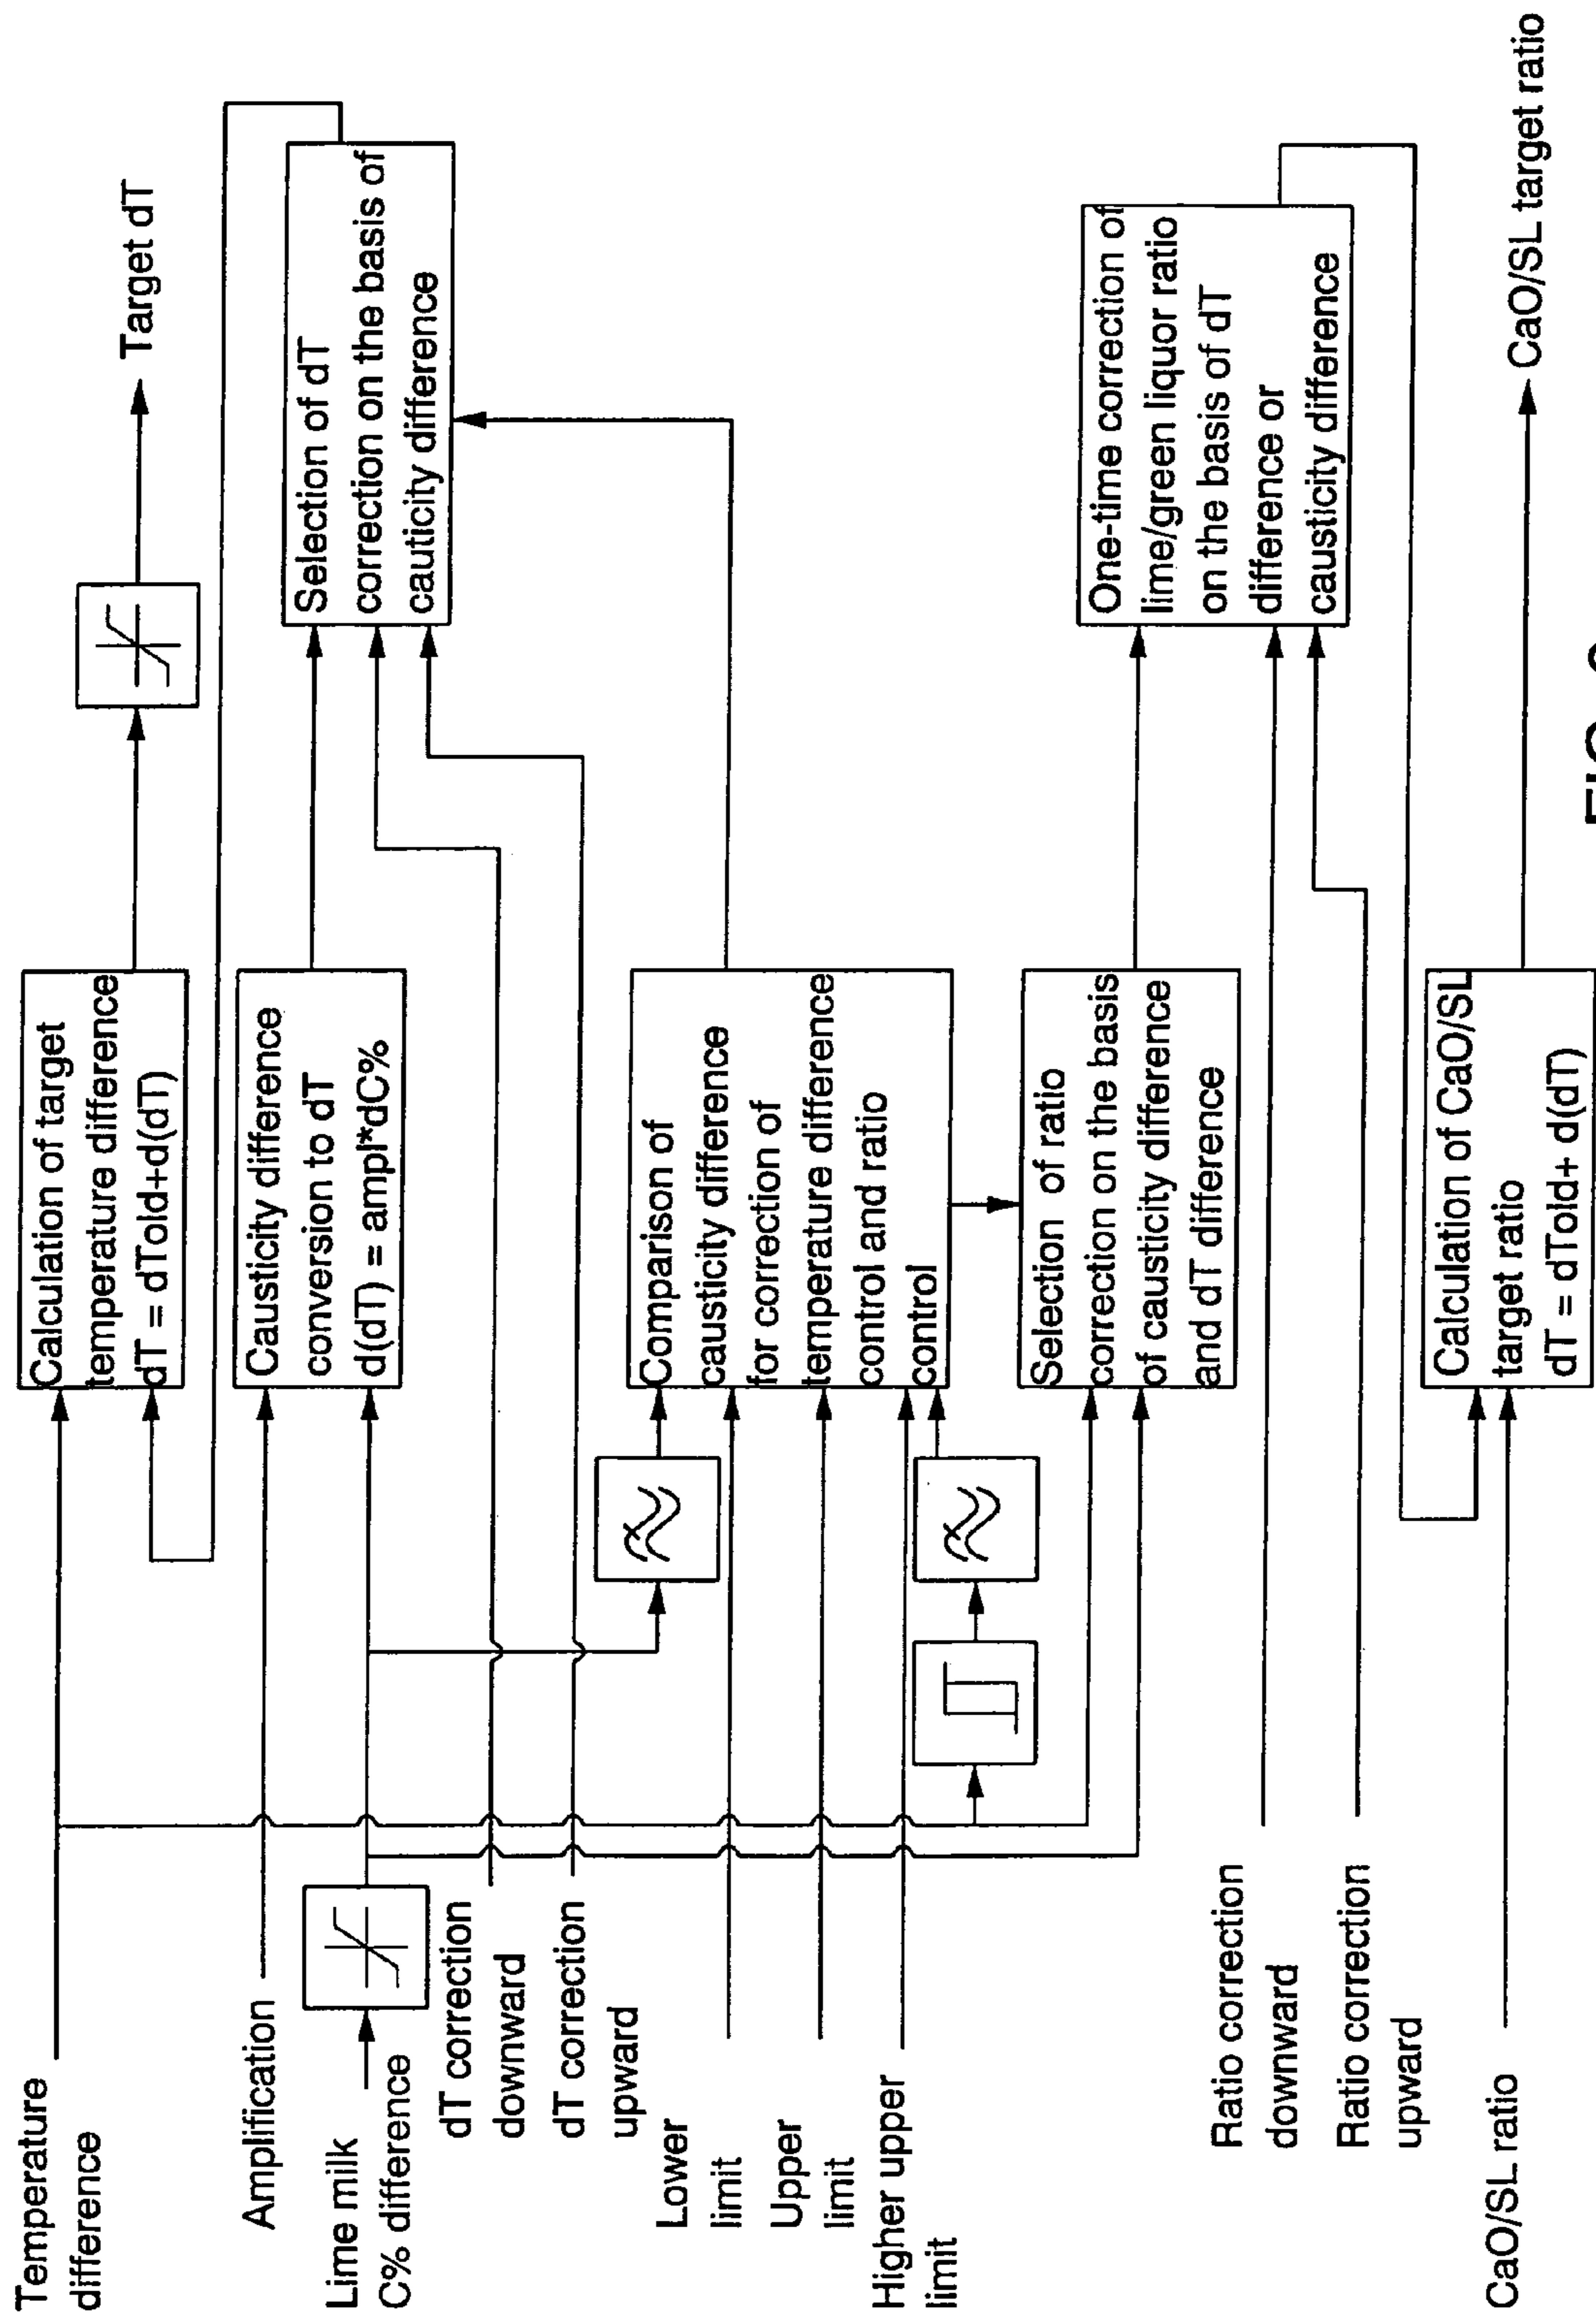 Temperature
difference
Amplification
Lime milk
C% difference
dT correction
downward
dT correction
upward
Lower
limit
Upper
limit
Higher upper
limit
Ratio correction
downward
Ratio correction
upward
CaO/SL ratio
Calculation of target
temperature difference
dT = dTold+d(dT)
Causticity difference
conversion to dT
d(dT) = ampl*dC%
Comparison of
causticity difference
for correction of
temperature difference
control and ratio
control
Selection of ratio
correction on the basis
of causticity difference
and dT difference
Calculation of CaO/SL
target ratio
dT = dTold+ d(dT)
Target dT
Selection of dT
correction on the basis of
cauticity difference
One-time correction of
lime/green liquor ratio
on the basis of dT
difference or
causticity difference
CaO/SL target ratio